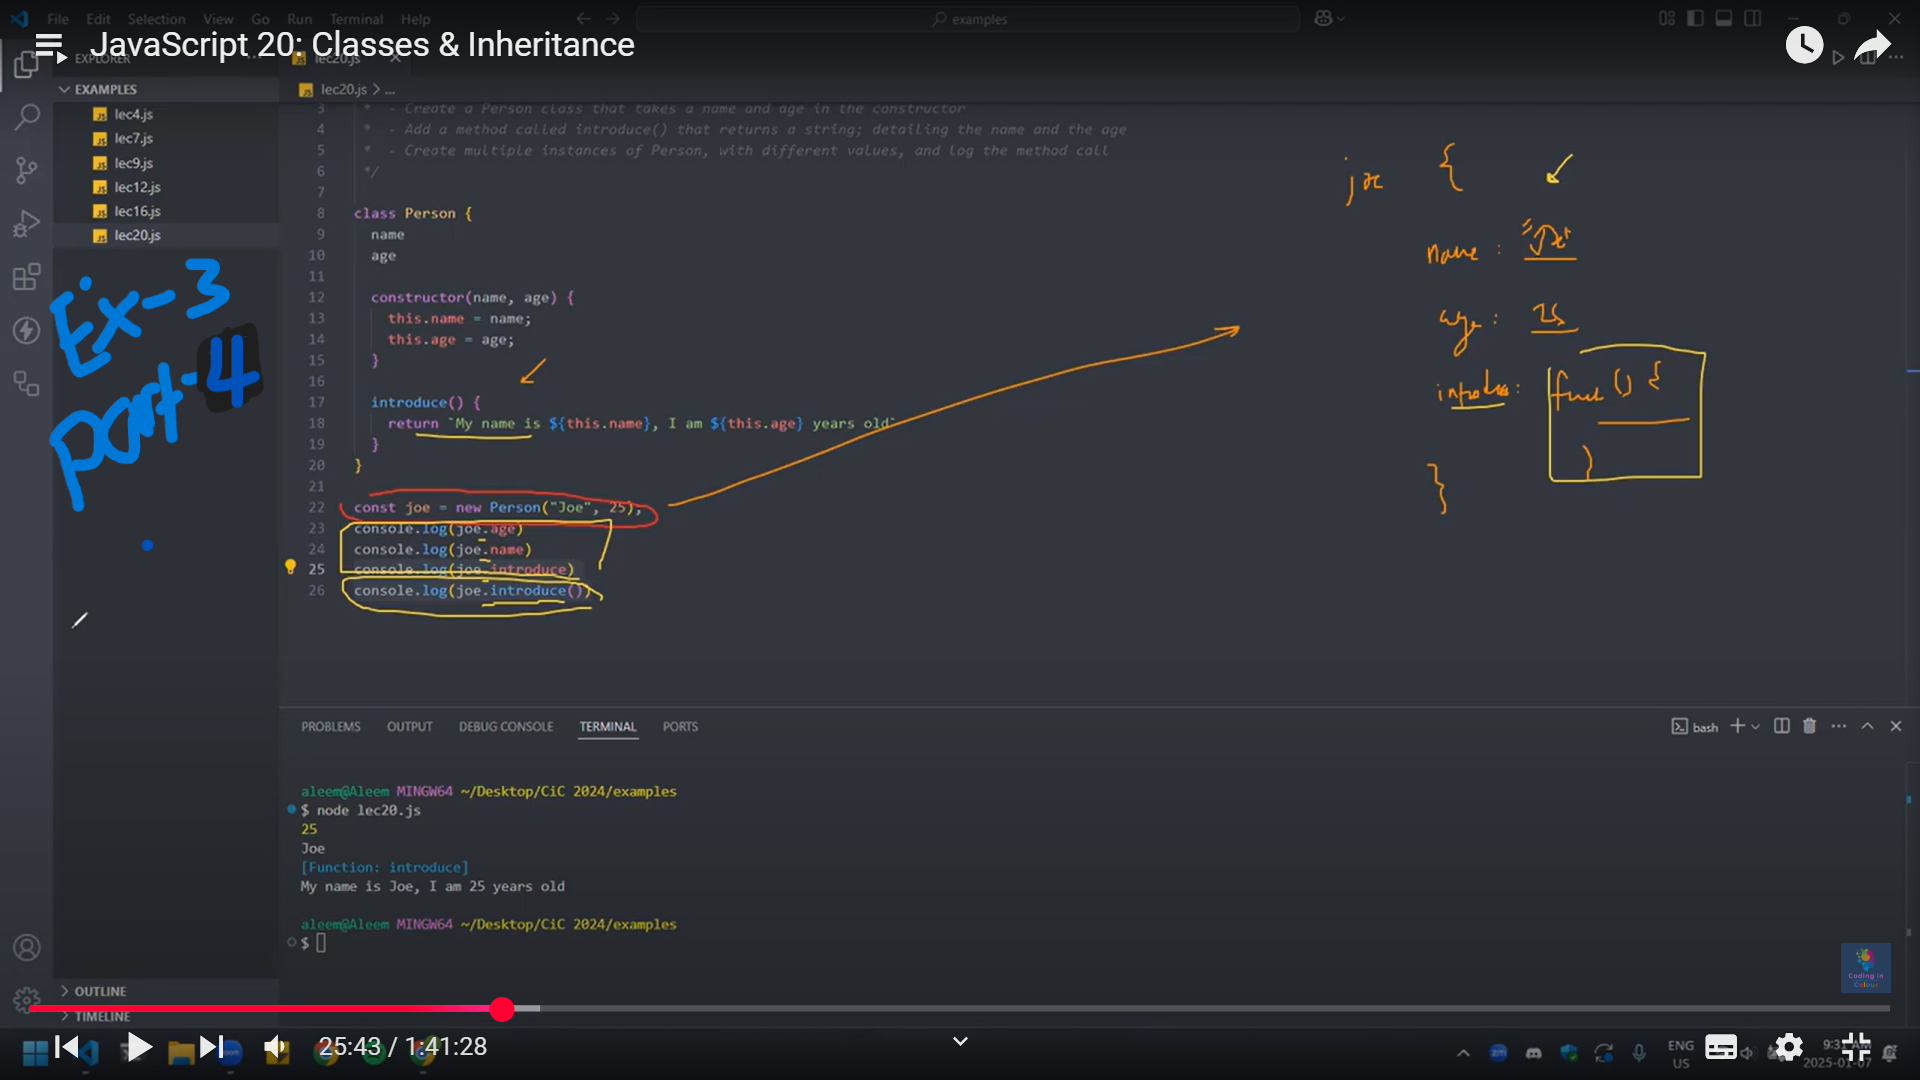 File Edit Selection View Go Run Terminal Help
examples
JavaScript 20: Classes & Inheritance
EXPLORER
lec20.js
EXAMPLES
lec4.js
lec7.js
lec9.js
lec12.js
lec16.js
lec20.js
Ex-3
part-4
lec20.js > ...
3 * - Create a Person class that takes a name and age in the constructor
4 * - Add a method called introduce() that returns a string; detailing the name and the age
5 * - Create multiple instances of Person, with different values, and log the method call
6 */
7
8 class Person {
9 name
10 age
11
12 constructor(name, age) {
13 this.name = name;
14 this.age = age;
15 }
16
17 introduce() {
18 return `My name is ${this.name}, I am ${this.age} years old`
19 }
20 }
21
22 const joe = new Person("Joe", 25);
23 console.log(joe.age)
24 console.log(joe.name)
25 console.log(joe.introduce)
26 console.log(joe.introduce())
joe {
name : "Joe"
age : 25
introduce : func () {
}
}
PROBLEMS OUTPUT DEBUG CONSOLE TERMINAL PORTS
bash
aleem@Aleem MINGW64 ~/Desktop/CiC 2024/examples
$ node lec20.js
25
Joe
[Function: introduce]
My name is Joe, I am 25 years old
aleem@Aleem MINGW64 ~/Desktop/CiC 2024/examples
$
Coding in
Colour
OUTLINE
TIMELINE
25:43 / 1:41:28
ENG
US
9:31 AM
2025-01-07